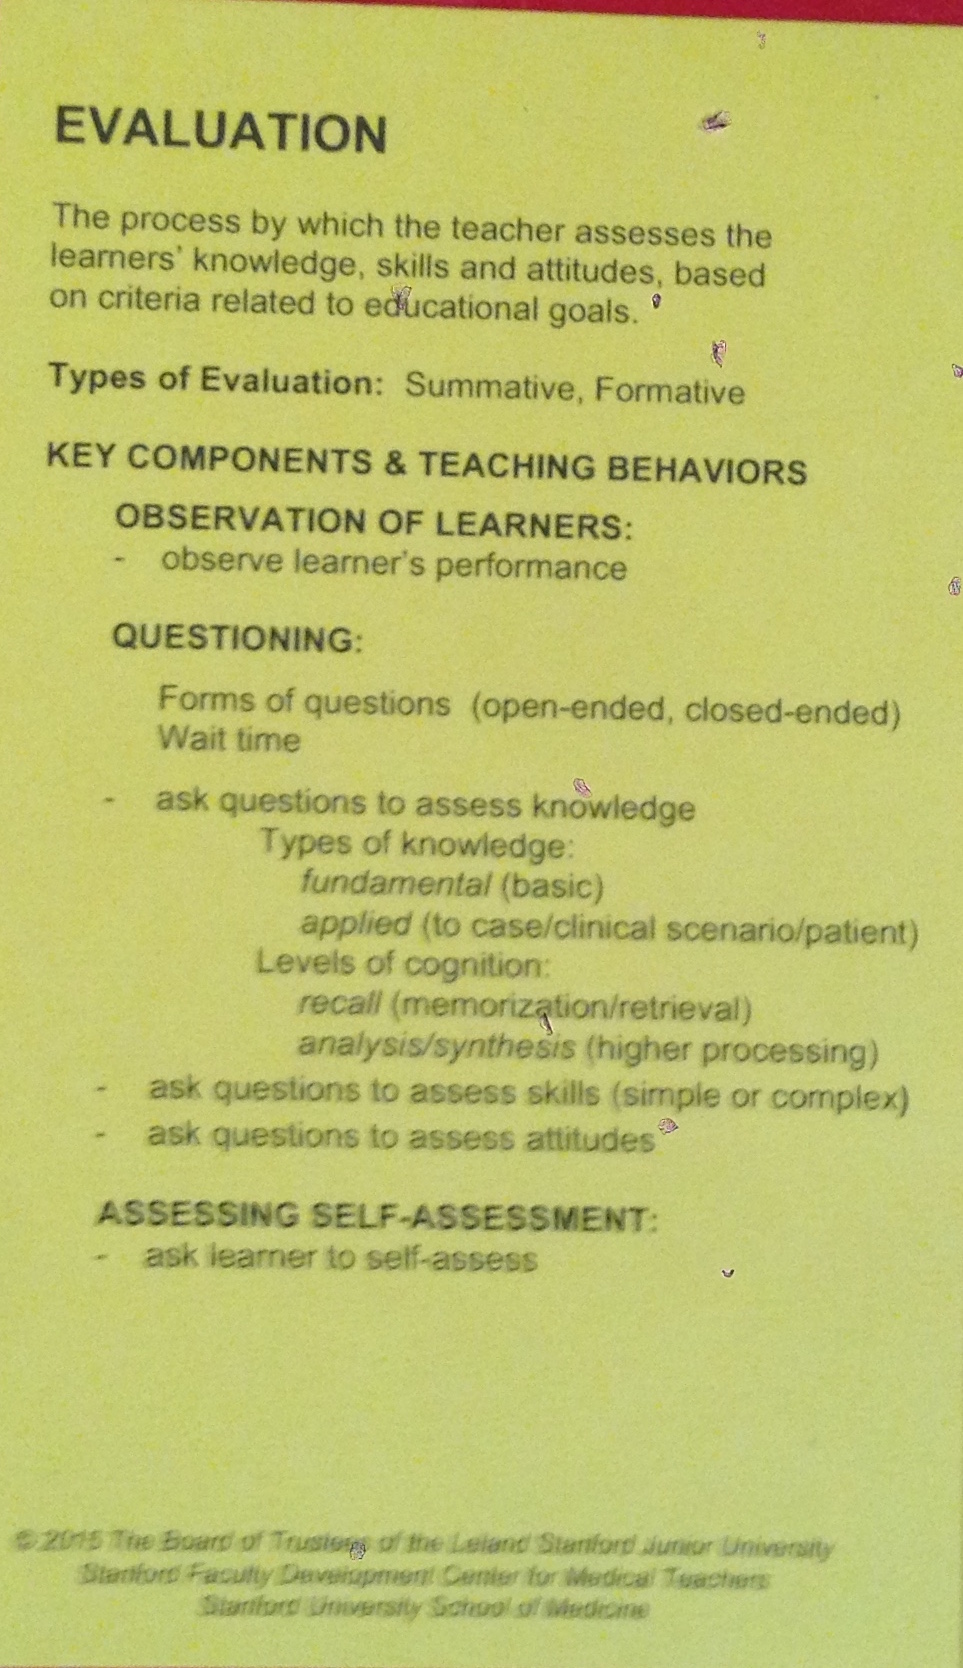 EVALUATION
The process by which the teacher assesses the
learners' knowledge, skills and attitudes, based
on criteria related to educational goals.
Types of Evaluation: Summative, Formative
KEY COMPONENTS & TEACHING BEHAVIORS
OBSERVATION OF LEARNERS:
- observe learner's performance
QUESTIONING:
Forms of questions (open-ended, closed-ended)
Wait time
- ask questions to assess knowledge
Types of knowledge:
fundamental (basic)
applied (to case/clinical scenario/patient)
Levels of cognition:
recall (memorization/retrieval)
analysis/synthesis (higher processing)
- ask questions to assess skills (simple or complex)
- ask questions to assess attitudes
ASSESSING SELF-ASSESSMENT:
- ask learner to self-assess
© 2015 The Board of Trustees of the Leland Stanford Junior University
Stanford Faculty Development Center for Medical Teachers
Stanford University School of Medicine